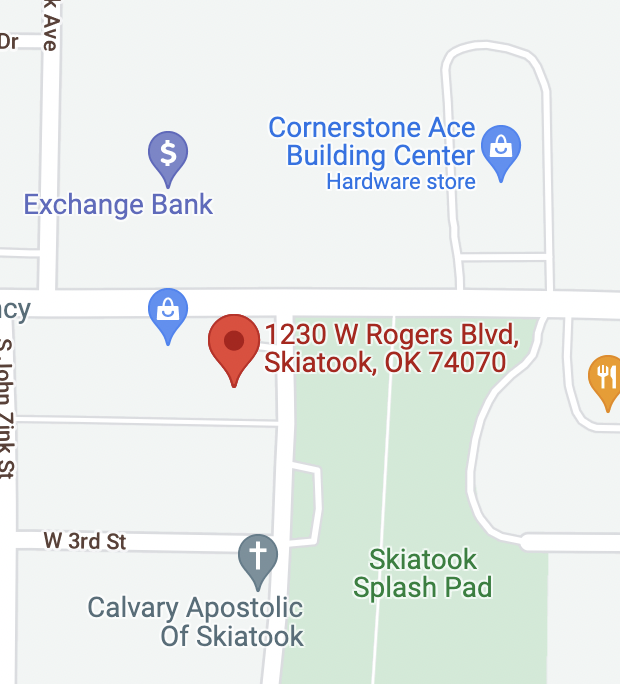 k Ave
Dr
Cornerstone Ace
Building Center
Hardware store
$
Exchange Bank
ncy
1230 W Rogers Blvd,
Skiatook, OK 74070
S. John Zink St
W 3rd St
Skiatook
Splash Pad
Calvary Apostolic
Of Skiatook